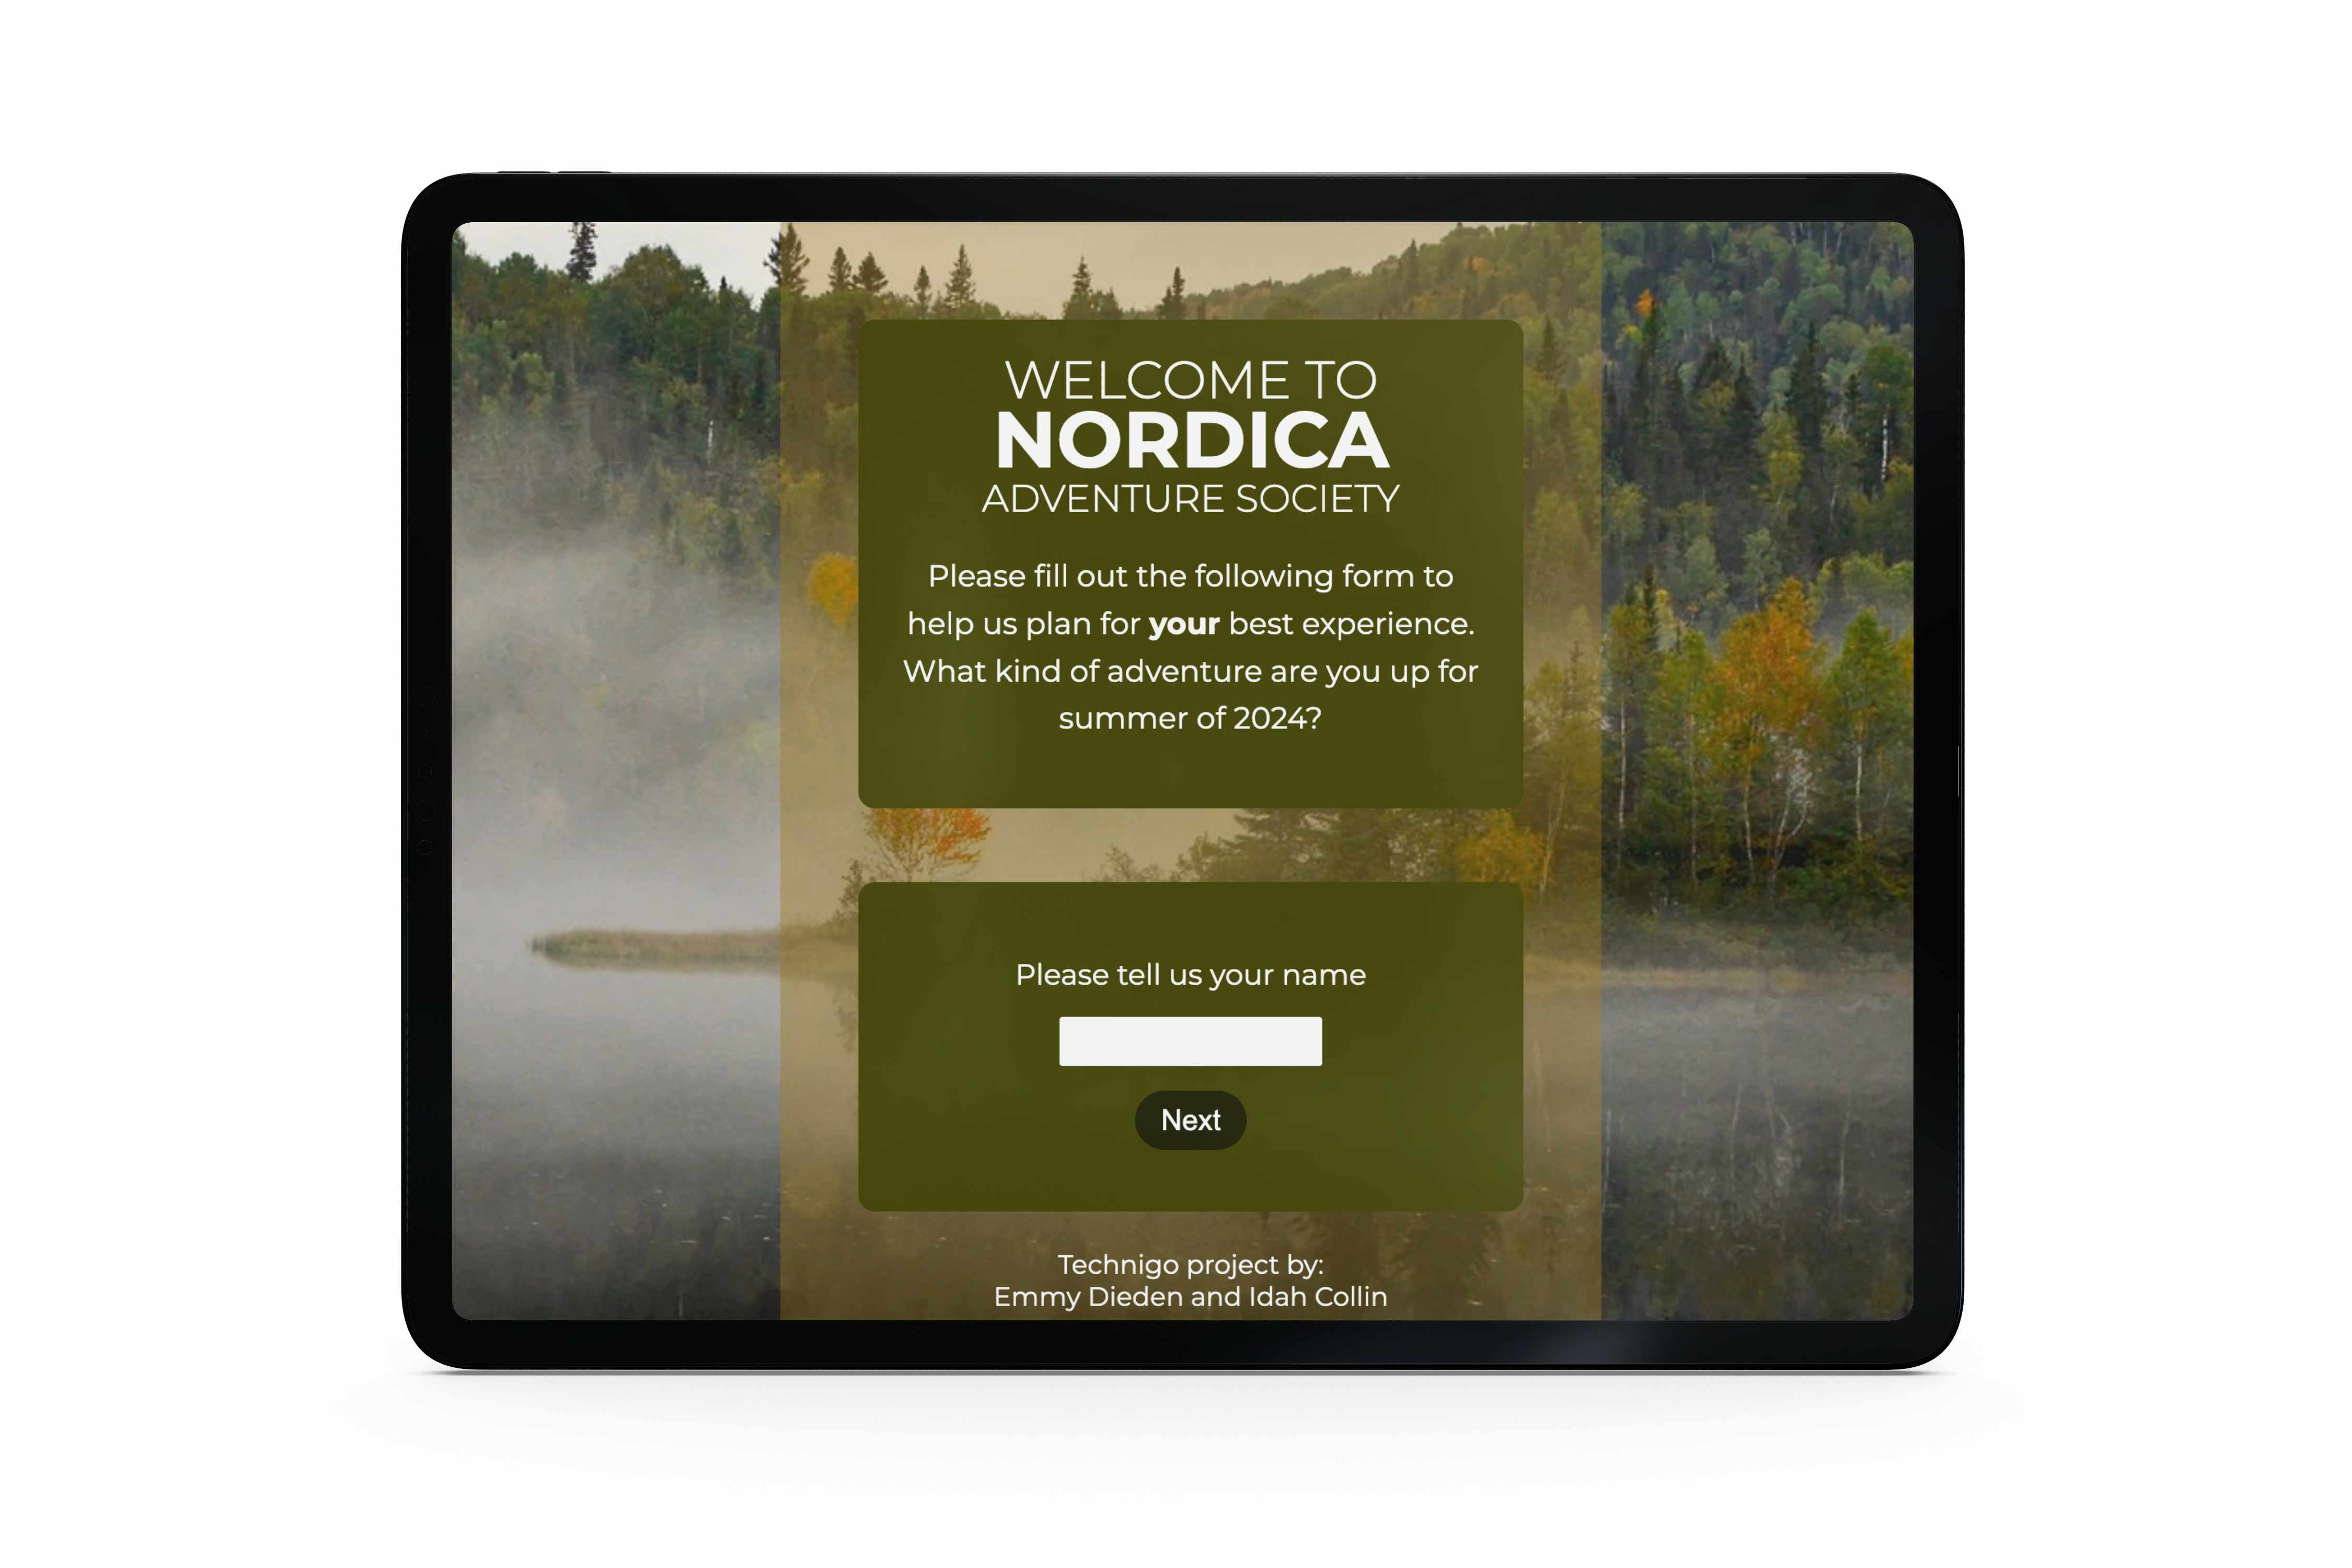 WELCOME TO
NORDICA
ADVENTURE SOCIETY
Please fill out the following form to
help us plan for your best experience.
What kind of adventure are you up for
summer of 2024?
Please tell us your name
Next
Technigo project by:
Emmy Dieden and Idah Collin